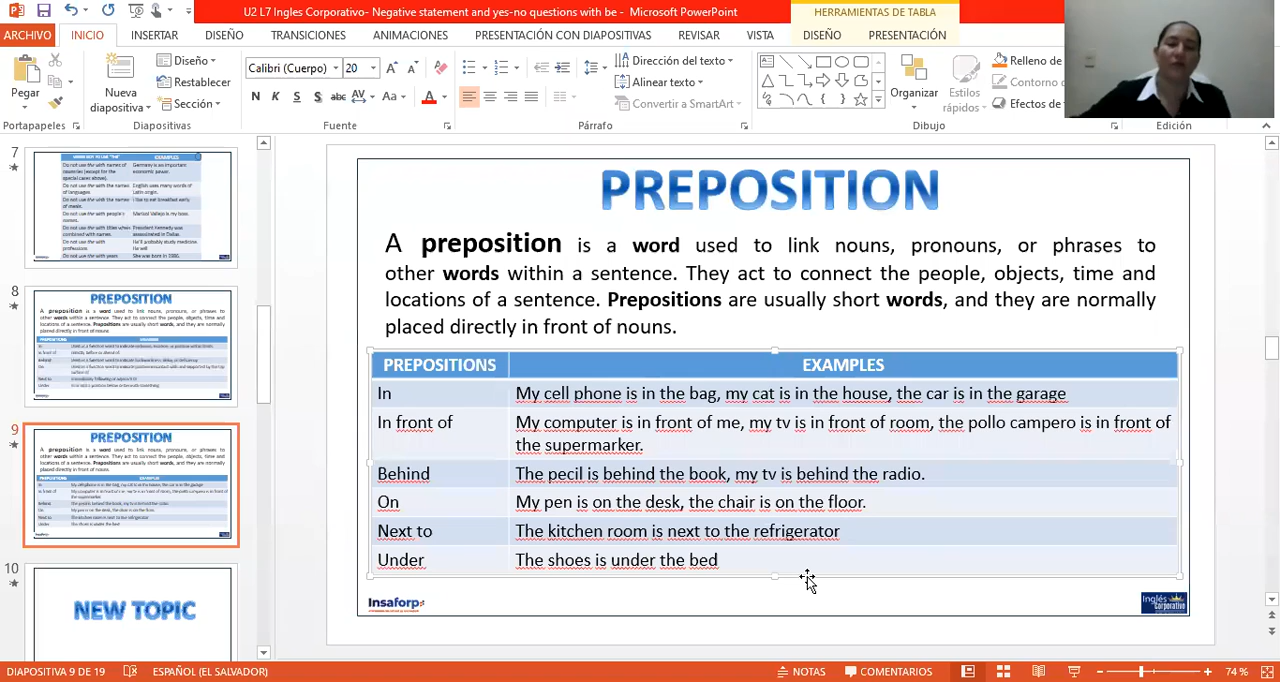 U2 L7 Ingles Corporativo- Negative statement and yes-no questions with be - Microsoft PowerPoint
HERRAMIENTAS DE TABLA
ARCHIVO INICIO INSERTAR DISEÑO TRANSICIONES ANIMACIONES PRESENTACIÓN CON DIAPOSITIVAS REVISAR VISTA DISEÑO PRESENTACIÓN
Pegar
Nueva diapositiva
Diseño
Restablecer
Sección
Calibri (Cuerpo) 20
N K S S abc AV Aa A
Dirección del texto
Alinear texto
Convertir a SmartArt
Organizar
Estilos rápidos
Relleno de
Contorno o
Efectos de
Portapapeles Diapositivas Fuente Párrafo Dibujo Edición
7
8
PREPOSITION
9
PREPOSITION
10
NEW TOPIC
PREPOSITION
A preposition is a word used to link nouns, pronouns, or phrases to
other words within a sentence. They act to connect the people, objects, time and
locations of a sentence. Prepositions are usually short words, and they are normally
placed directly in front of nouns.
PREPOSITIONS EXAMPLES
In My cell phone is in the bag, my cat is in the house, the car is in the garage
In front of My computer is in front of me, my tv is in front of room, the pollo campero is in front of
the supermarker.
Behind The pecil is behind the book, my tv is behind the radio.
On My pen is on the desk, the chair is on the floor.
Next to The kitchen room is next to the refrigerator
Under The shoes is under the bed
Insaforp
Inglés Corporativo
DIAPOSITIVA 9 DE 19 ESPAÑOL (EL SALVADOR) NOTAS COMENTARIOS 74 %